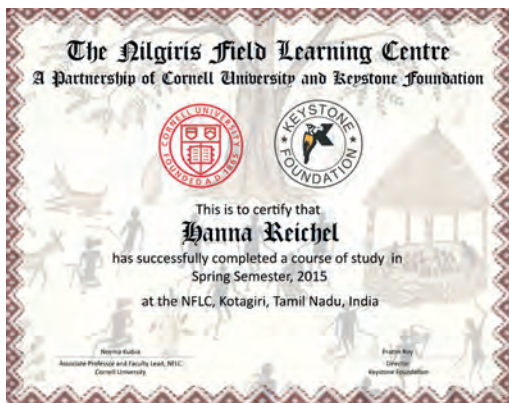 The Nilgiris Field Learning Centre
A Partnership of Cornell University and Keystone Foundation
CORNELL UNIVERSITY
FOUNDED A.D. 1865
KEYSTONE
FOUNDATION
This is to certify that
Hanna Reichel
has successfully completed a course of study in
Spring Semester, 2015
at the NFLC, Kotagiri, Tamil Nadu, India
Associate Professor and Faculty Lead, NFLC
Cornell University
Director
Keystone Foundation